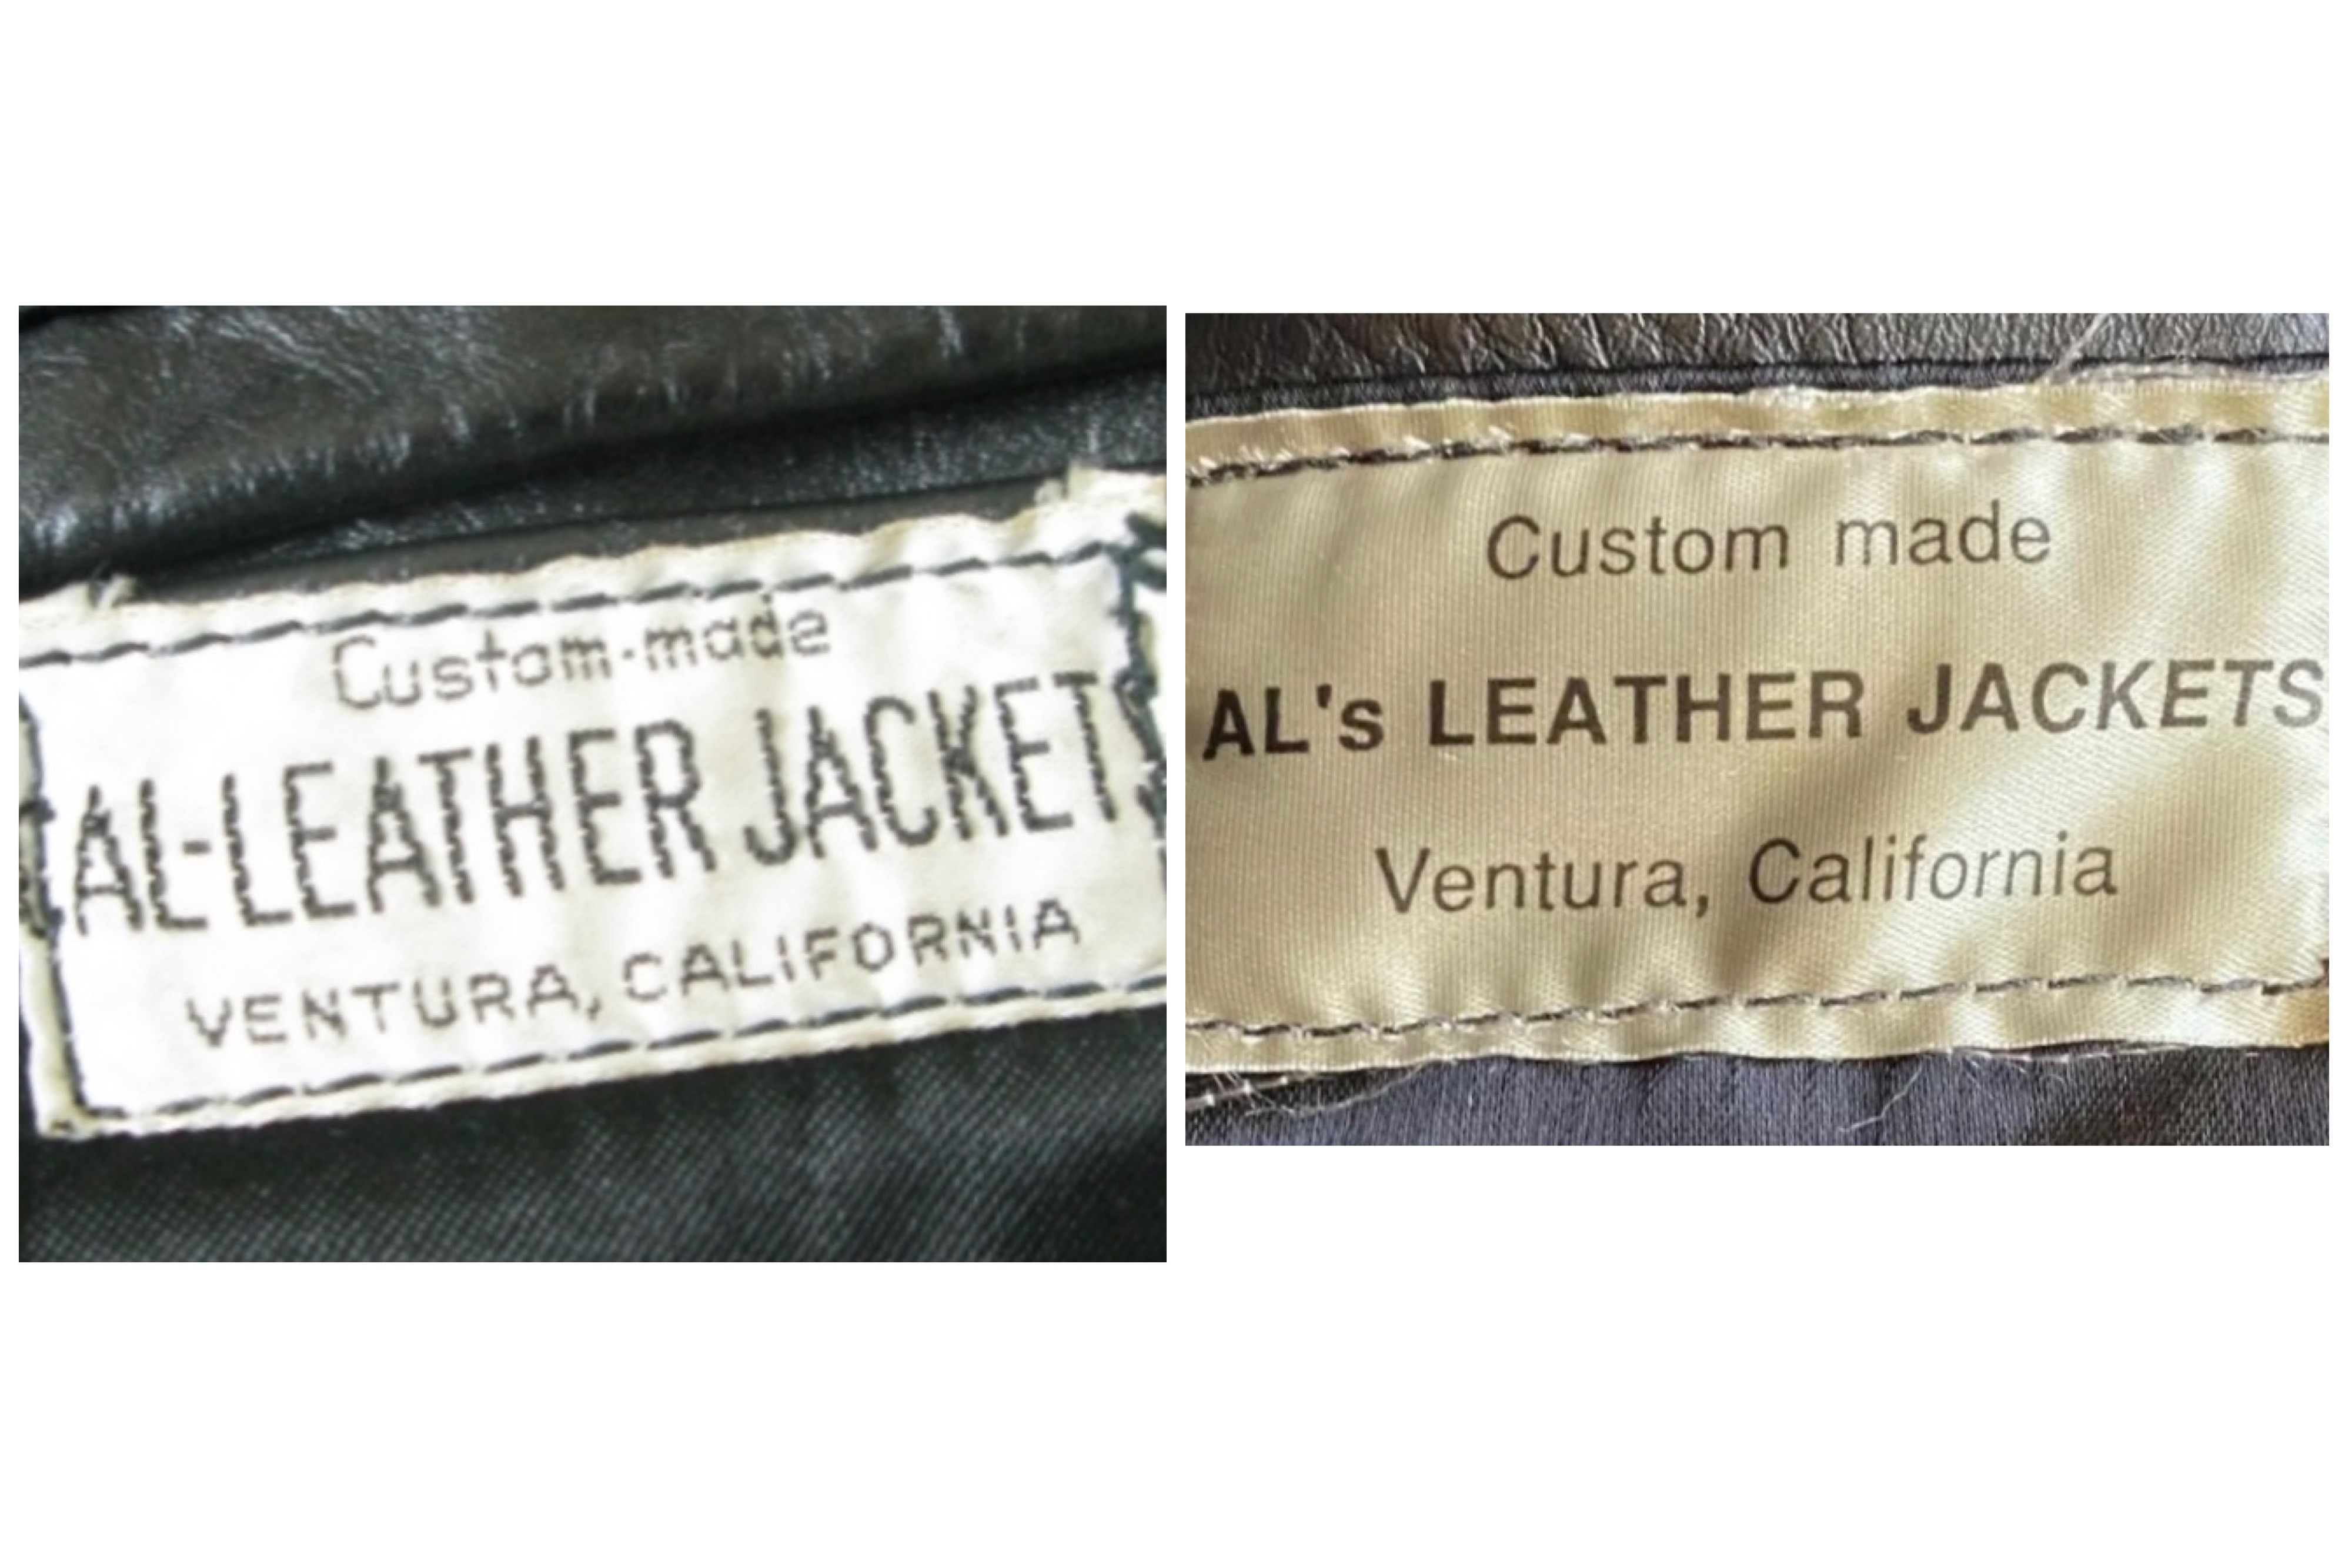 Custom-made
AL-LEATHER JACKET
VENTURA, CALIFORNIA
Custom made
AL's LEATHER JACKETS
Ventura, California